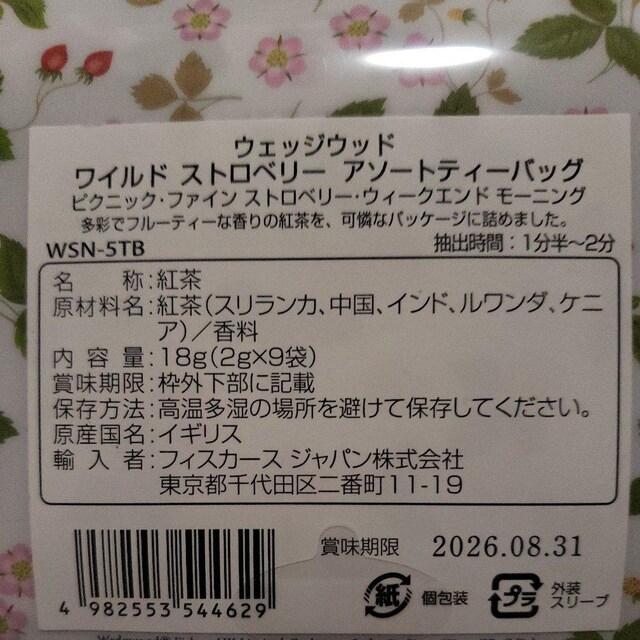 ウェッジウッド
ワイルド ストロベリー アソートティーバッグ
ピクニック・ファイン ストロベリー・ウィークエンド モーニング
多彩でフルーティーな香りの紅茶を、可憐なパッケージに詰めました。
WSN-5TB 抽出時間：1分半～2分
名 称：紅茶
原材料名：紅茶（スリランカ、中国、インド、ルワンダ、ケニ
ア）／香料
内 容 量：18g（2g×9袋）
賞味期限：枠外下部に記載
保存方法：高温多湿の場所を避けて保存してください。
原産国名：イギリス
輸 入 者：フィスカース ジャパン株式会社
東京都千代田区二番町11-19
賞味期限 2026.08.31
紙 個包装 プラ 外装
スリーブ
4 982553 544629